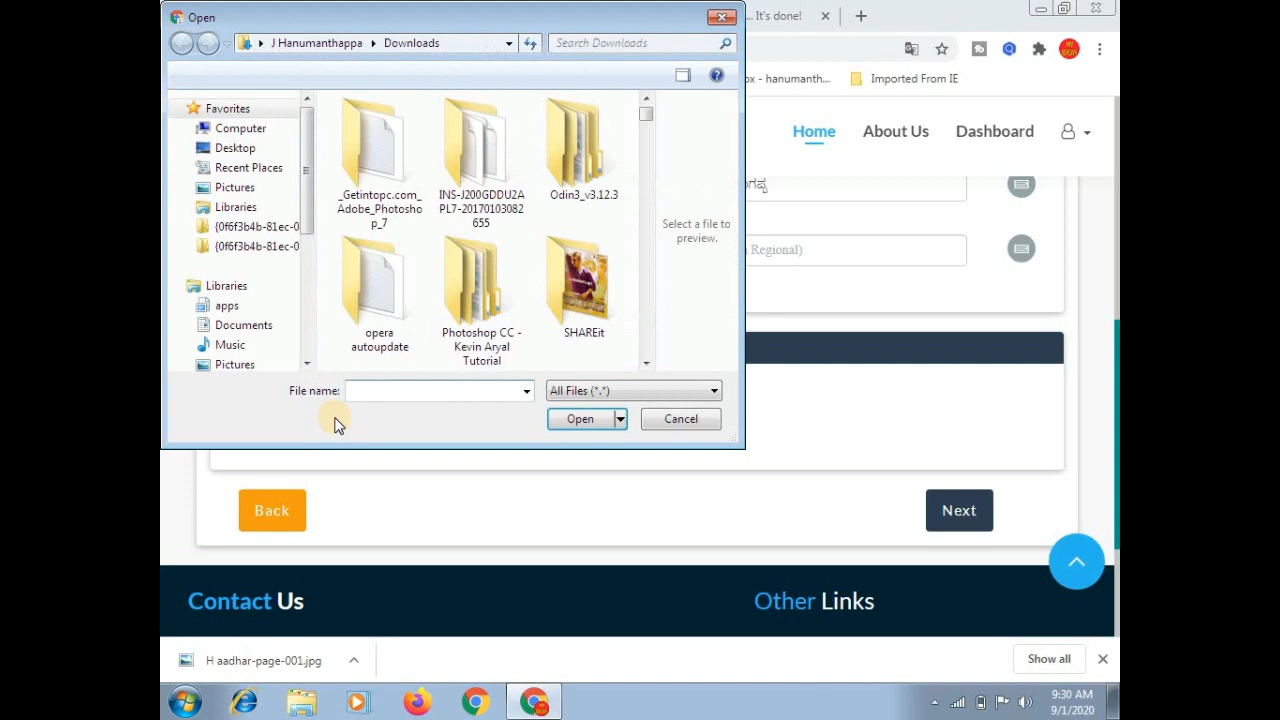 Open
... It's done!
J Hanumanthappa
Downloads
Search Downloads
ox - hanumanth...
Imported From IE
Favorites
Computer
Desktop
Recent Places
Pictures
Libraries
{0f6f3b4b-81ec-0
{0f6f3b4b-81ec-0
Libraries
apps
Documents
Music
Pictures
_Getintopc.com_
Adobe_Photosho
p_7
INS-J200GDDU2A
PL7-20170103082
655
Odin3_v3.12.3
opera
autoupdate
Photoshop CC -
Kevin Aryal
Tutorial
SHAREit
Select a file to
preview.
Home
About Us
Dashboard
n Regional)
File name:
All Files (*.*)
Open
Cancel
Back
Next
Contact Us
Other Links
H aadhar-page-001.jpg
Show all
9:30 AM
9/1/2020